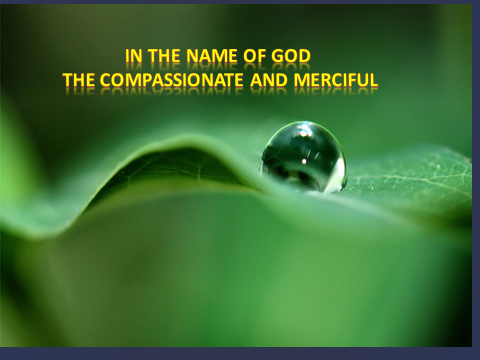 IN THE NAME OF GOD
THE COMPASSIONATE AND MERCIFUL